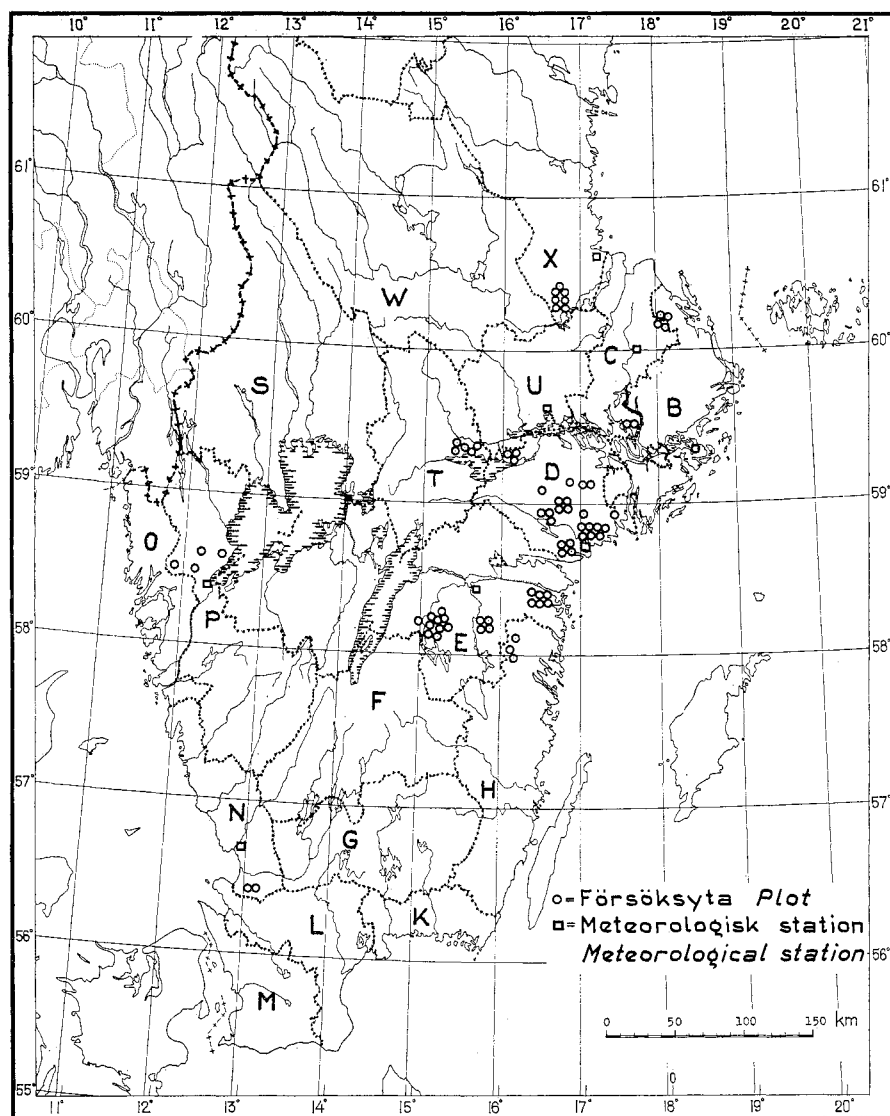 10° 11° 12° 13° 14° 15° 16° 17° 18° 19° 20° 21°
61° 61°
X
W
60° 60°
C
S U B
59° T D 59°
O
P E
58° 58°
F
57° H 57°
N
G
o=Försöksyta Plot
L K □=Meteorologisk station
56° Meteorological station 56°
M
0 50 100 150 km
55° 55°
11° 12° 13° 14° 15° 16° 17° 18° 19° 20°